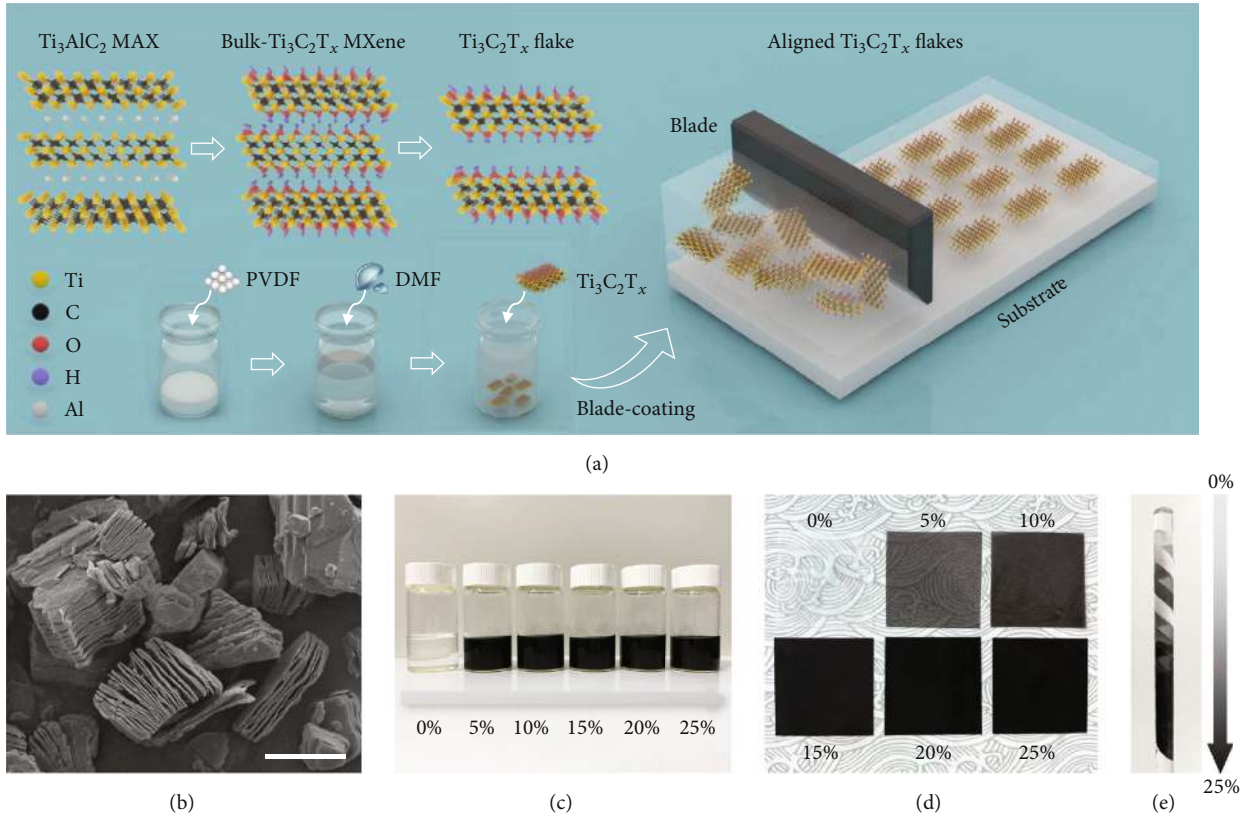 Ti₃AlC₂ MAX
Bulk-Ti₃C₂Tₓ MXene
Ti₃C₂Tₓ flake
Aligned Ti₃C₂Tₓ flakes
Blade
Substrate
Ti
C
O
H
Al
PVDF
DMF
Ti₃C₂Tₓ
Blade-coating
(a)
(b)
0%
5%
10%
15%
20%
25%
(c)
0%
5%
10%
15%
20%
25%
(d)
0%
25%
(e)